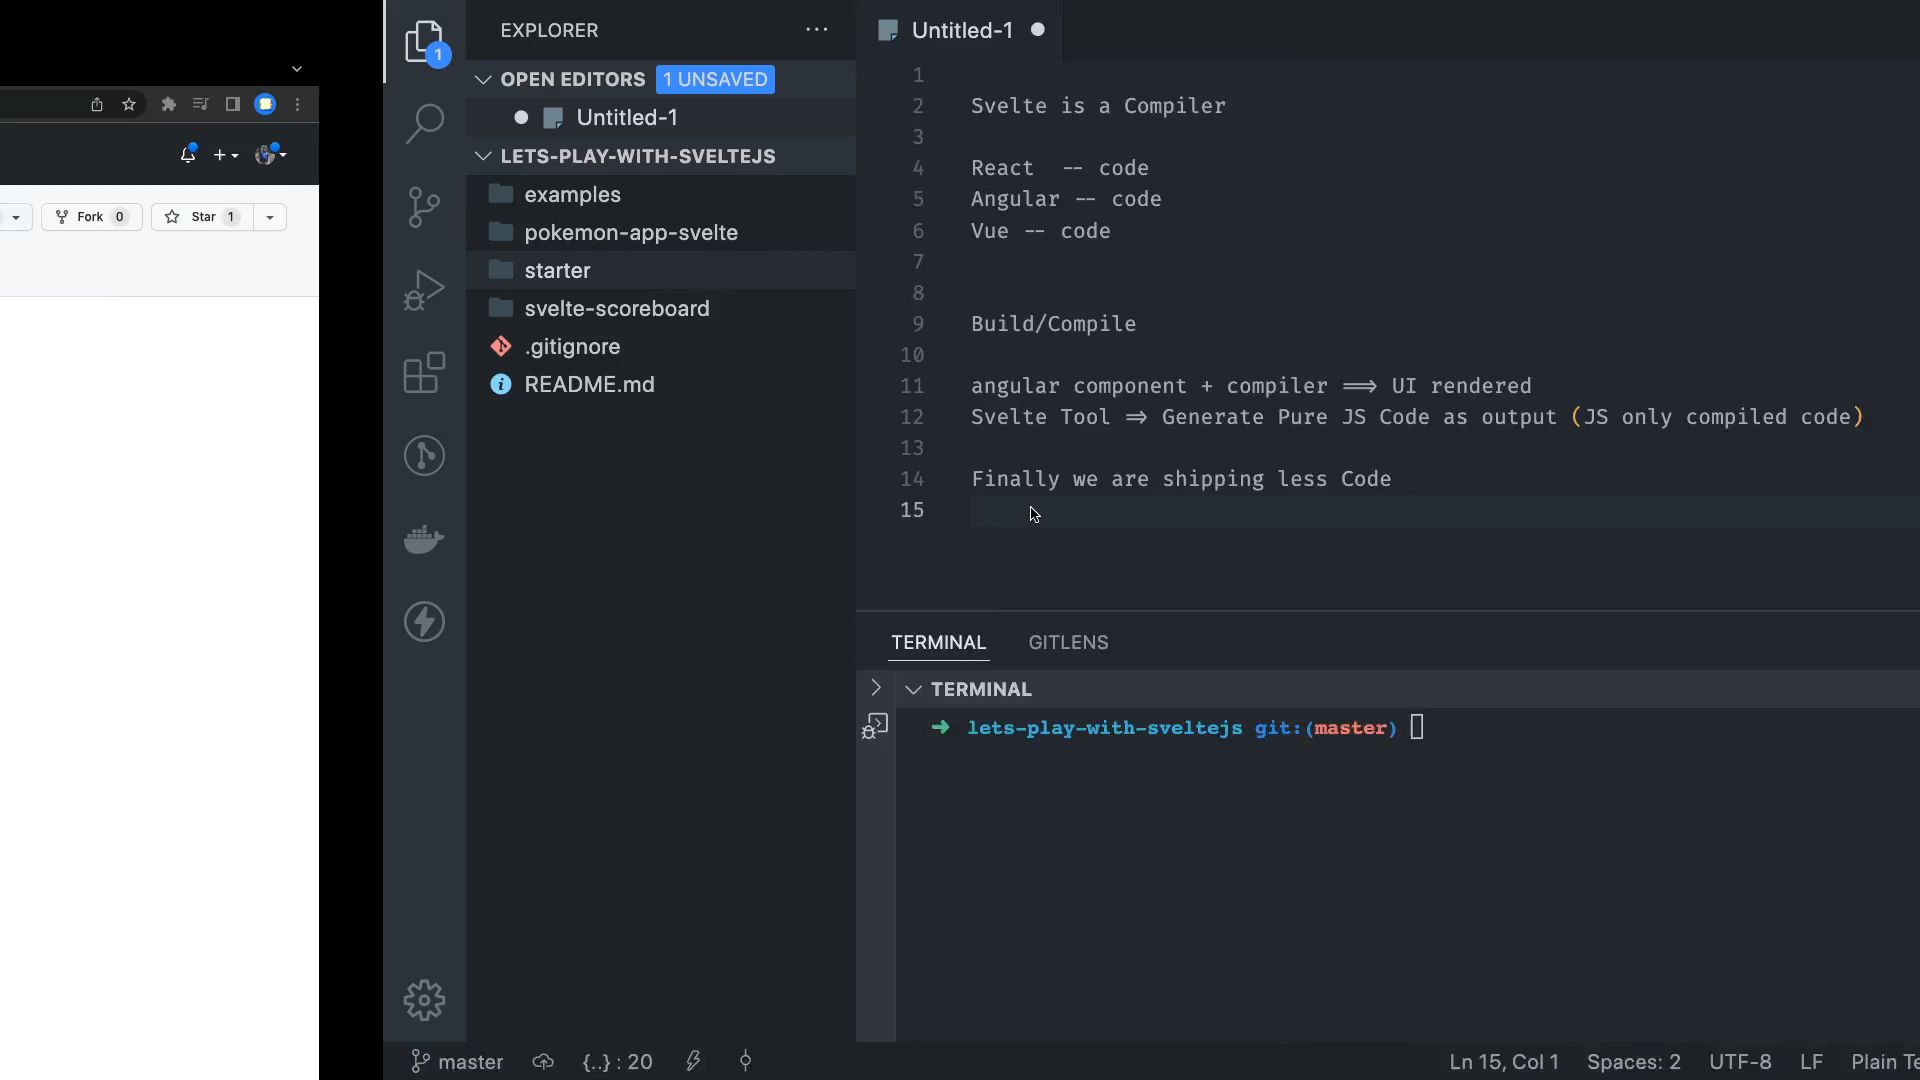 Fork 0
Star 1
1
EXPLORER
OPEN EDITORS 1 UNSAVED
Untitled-1
LETS-PLAY-WITH-SVELTEJS
examples
pokemon-app-svelte
starter
svelte-scoreboard
.gitignore
README.md
Untitled-1
1
2 Svelte is a Compiler
3
4 React -- code
5 Angular -- code
6 Vue -- code
7
8
9 Build/Compile
10
11 angular component + compiler ==> UI rendered
12 Svelte Tool => Generate Pure JS Code as output (JS only compiled code)
13
14 Finally we are shipping less Code
15
TERMINAL GITLENS
TERMINAL
➜ lets-play-with-sveltejs git:(master)
master {..} : 20 Ln 15, Col 1 Spaces: 2 UTF-8 LF Plain Te